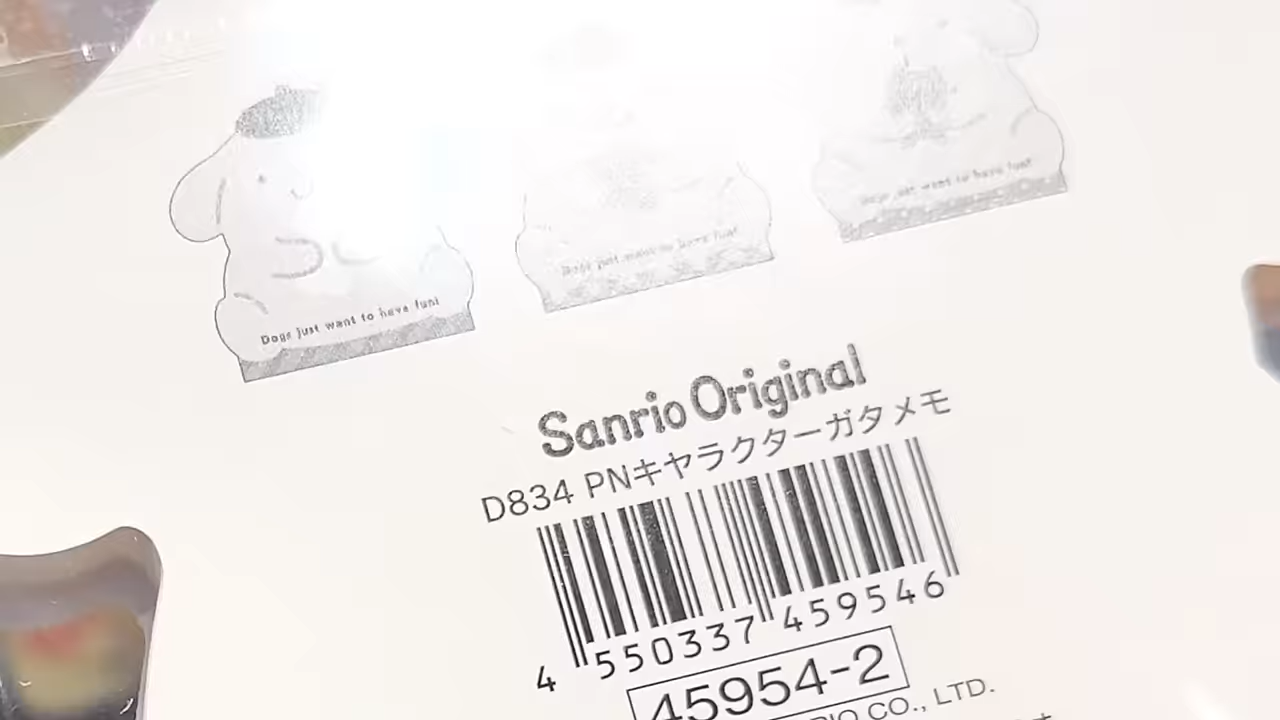 Dogs just want to have fun!
Dogs just want to have fun!
Dogs just want to have fun!
Sanrio Original
D834 PNキャラクターガタメモ
4 550337 459546
45954-2
CO., LTD.